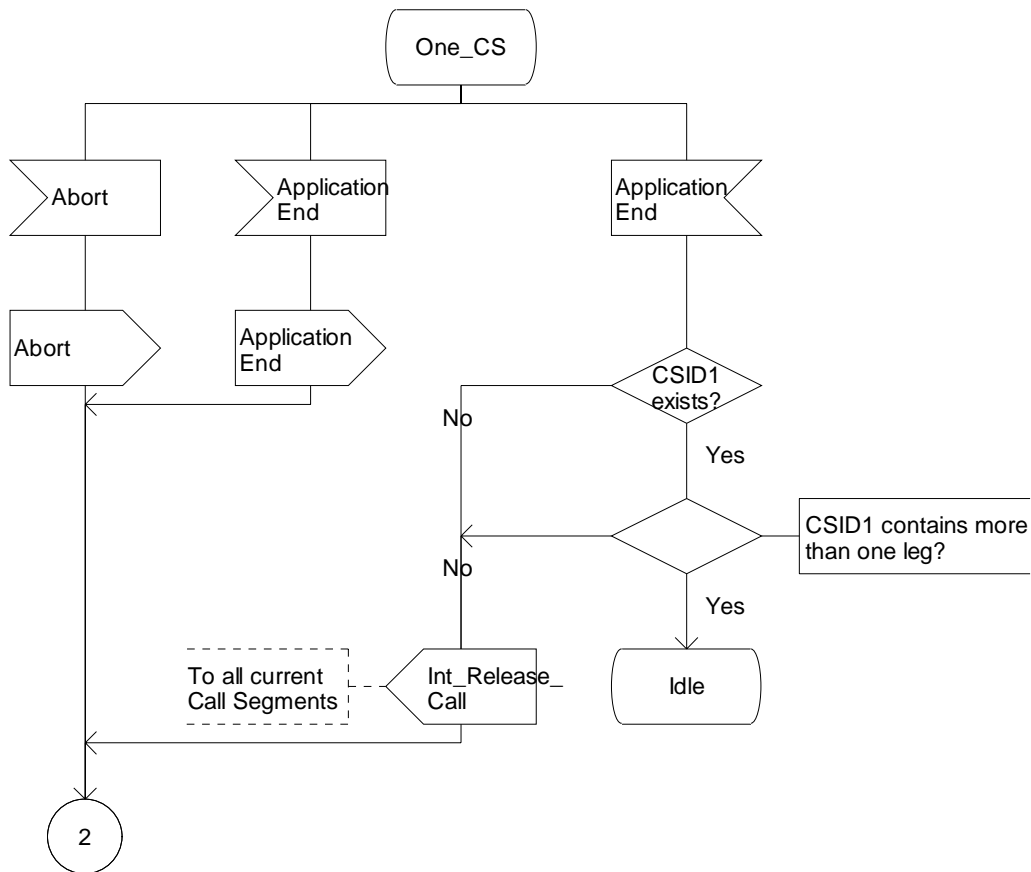 One_CS
Abort
Application
End
Application
End
Abort
Application
End
CSID1
exists?
No
Yes
CSID1 contains more
than one leg?
No
Yes
To all current
Call Segments
Int_Release_
Call
Idle
2